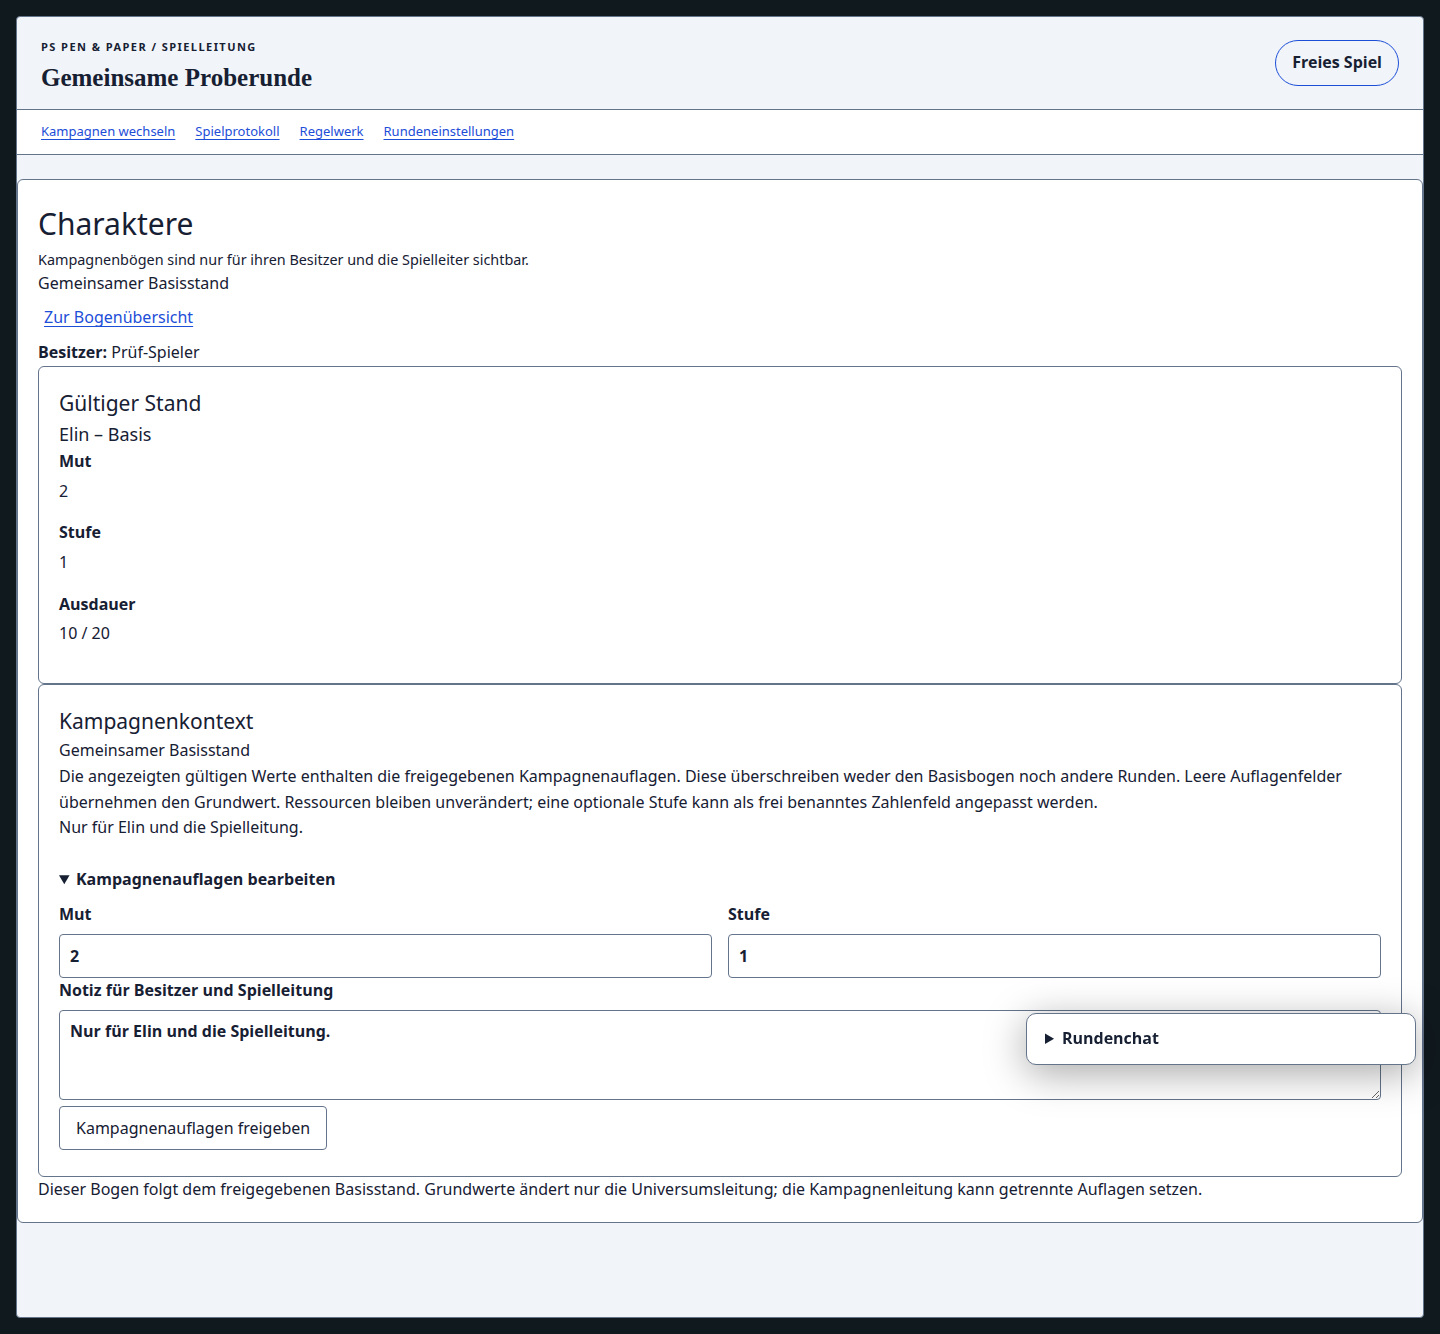 PS PEN & PAPER / SPIELLEITUNG
Gemeinsame Proberunde
Freies Spiel
Kampagnen wechseln Spielprotokoll Regelwerk Rundeneinstellungen
Charaktere
Kampagnenbögen sind nur für ihren Besitzer und die Spielleiter sichtbar.
Gemeinsamer Basisstand
Zur Bogenübersicht
Besitzer: Prüf-Spieler
Gültiger Stand
Elin – Basis
Mut
2
Stufe
1
Ausdauer
10 / 20
Kampagnenkontext
Gemeinsamer Basisstand
Die angezeigten gültigen Werte enthalten die freigegebenen Kampagnenauflagen. Diese überschreiben weder den Basisbogen noch andere Runden. Leere Auflagenfelder
übernehmen den Grundwert. Ressourcen bleiben unverändert; eine optionale Stufe kann als frei benanntes Zahlenfeld angepasst werden.
Nur für Elin und die Spielleitung.
▼ Kampagnenauflagen bearbeiten
Mut Stufe
2 1
Notiz für Besitzer und Spielleitung
Nur für Elin und die Spielleitung.
▶ Rundenchat
Kampagnenauflagen freigeben
Dieser Bogen folgt dem freigegebenen Basisstand. Grundwerte ändert nur die Universumsleitung; die Kampagnenleitung kann getrennte Auflagen setzen.